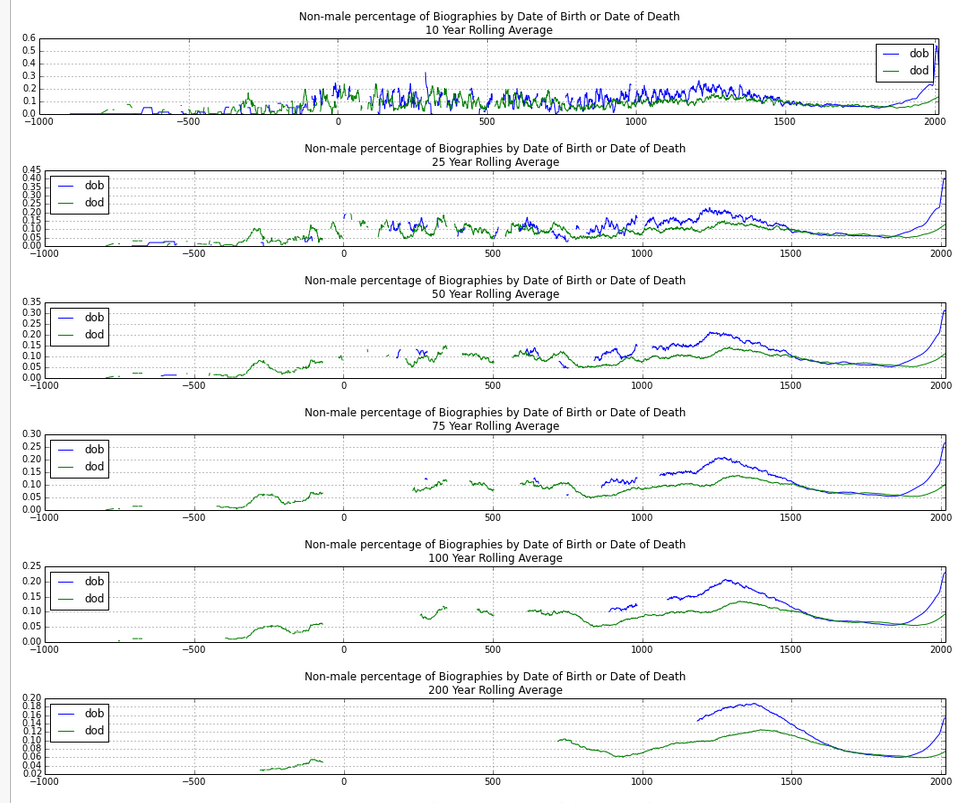 Non-male percentage of Biographies by Date of Birth or Date of Death
10 Year Rolling Average
0.6
0.5
0.4
0.3
0.2
0.1
0.0
dob
dod
−1000 −500 0 500 1000 1500 2000
Non-male percentage of Biographies by Date of Birth or Date of Death
25 Year Rolling Average
0.45
0.40
0.35
0.30
0.25
0.20
0.15
0.10
0.05
0.00
dob
dod
−1000 −500 0 500 1000 1500 2000
Non-male percentage of Biographies by Date of Birth or Date of Death
50 Year Rolling Average
0.35
0.30
0.25
0.20
0.15
0.10
0.05
0.00
dob
dod
−1000 −500 0 500 1000 1500 2000
Non-male percentage of Biographies by Date of Birth or Date of Death
75 Year Rolling Average
0.30
0.25
0.20
0.15
0.10
0.05
0.00
dob
dod
−1000 −500 0 500 1000 1500 2000
Non-male percentage of Biographies by Date of Birth or Date of Death
100 Year Rolling Average
0.25
0.20
0.15
0.10
0.05
0.00
dob
dod
−1000 −500 0 500 1000 1500 2000
Non-male percentage of Biographies by Date of Birth or Date of Death
200 Year Rolling Average
0.20
0.18
0.16
0.14
0.12
0.10
0.08
0.06
0.04
0.02
dob
dod
−1000 −500 0 500 1000 1500 2000